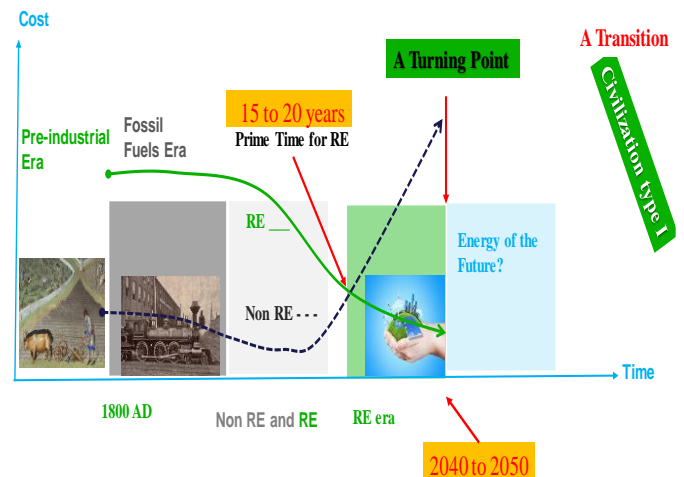 Cost
A Transition
A Turning Point
Civilization type I
15 to 20 years
Prime Time for RE
Pre-industrial
Era
Fossil
Fuels Era
RE ___
Energy of the
Future?
Non RE - - -
Time
1800 AD
Non RE and RE
RE era
2040 to 2050